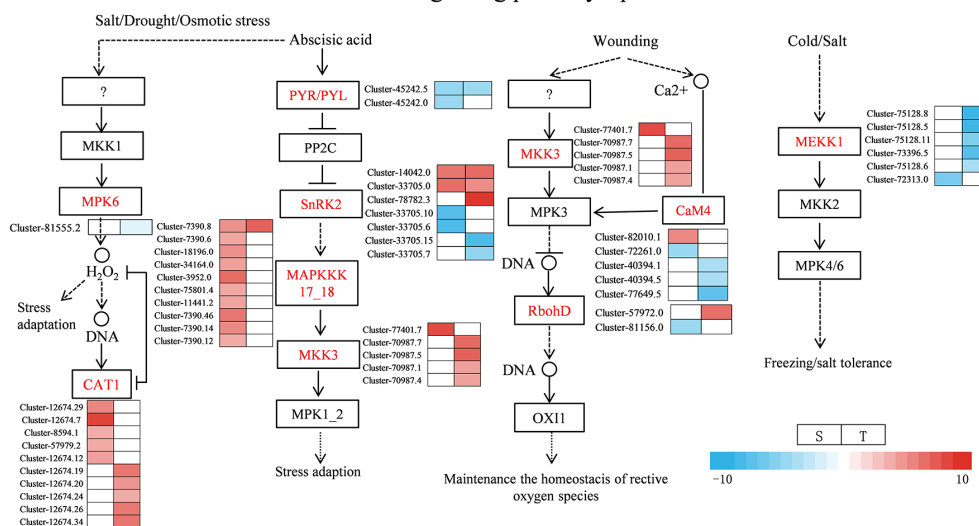 Salt/Drought/Osmotic stress
?
MKK1
MPK6
Cluster-81555.2
H₂O₂
Stress
adaptation
DNA
CAT1
Cluster-12674.29
Cluster-12674.7
Cluster-8594.1
Cluster-57979.2
Cluster-12674.12
Cluster-12674.19
Cluster-12674.20
Cluster-12674.24
Cluster-12674.26
Cluster-12674.34
Abscisic acid
PYR/PYL
Cluster-45242.5
Cluster-45242.0
PP2C
SnRK2
Cluster-14042.0
Cluster-33705.0
Cluster-78782.3
Cluster-33705.10
Cluster-33705.6
Cluster-33705.15
Cluster-33705.7
MAPKKK
17_18
Cluster-7390.8
Cluster-7390.6
Cluster-18196.0
Cluster-34164.0
Cluster-3952.0
Cluster-75801.4
Cluster-11441.2
Cluster-7390.46
Cluster-7390.14
Cluster-7390.12
MKK3
Cluster-77401.7
Cluster-70987.7
Cluster-70987.5
Cluster-70987.1
Cluster-70987.4
MPK1_2
Stress adaption
Wounding
?
Ca2+
MKK3
Cluster-77401.7
Cluster-70987.7
Cluster-70987.5
Cluster-70987.1
Cluster-70987.4
MPK3
CaM4
Cluster-82010.1
Cluster-72261.0
Cluster-40394.1
Cluster-40394.5
Cluster-77649.5
DNA
RbohD
Cluster-57972.0
Cluster-81156.0
DNA
OXI1
Maintenance the homeostacis of rective
oxygen species
Cold/Salt
MEKK1
Cluster-75128.8
Cluster-75128.5
Cluster-75128.11
Cluster-73396.5
Cluster-75128.6
Cluster-72313.0
MKK2
MPK4/6
Freezing/salt tolerance
S T
−10 10